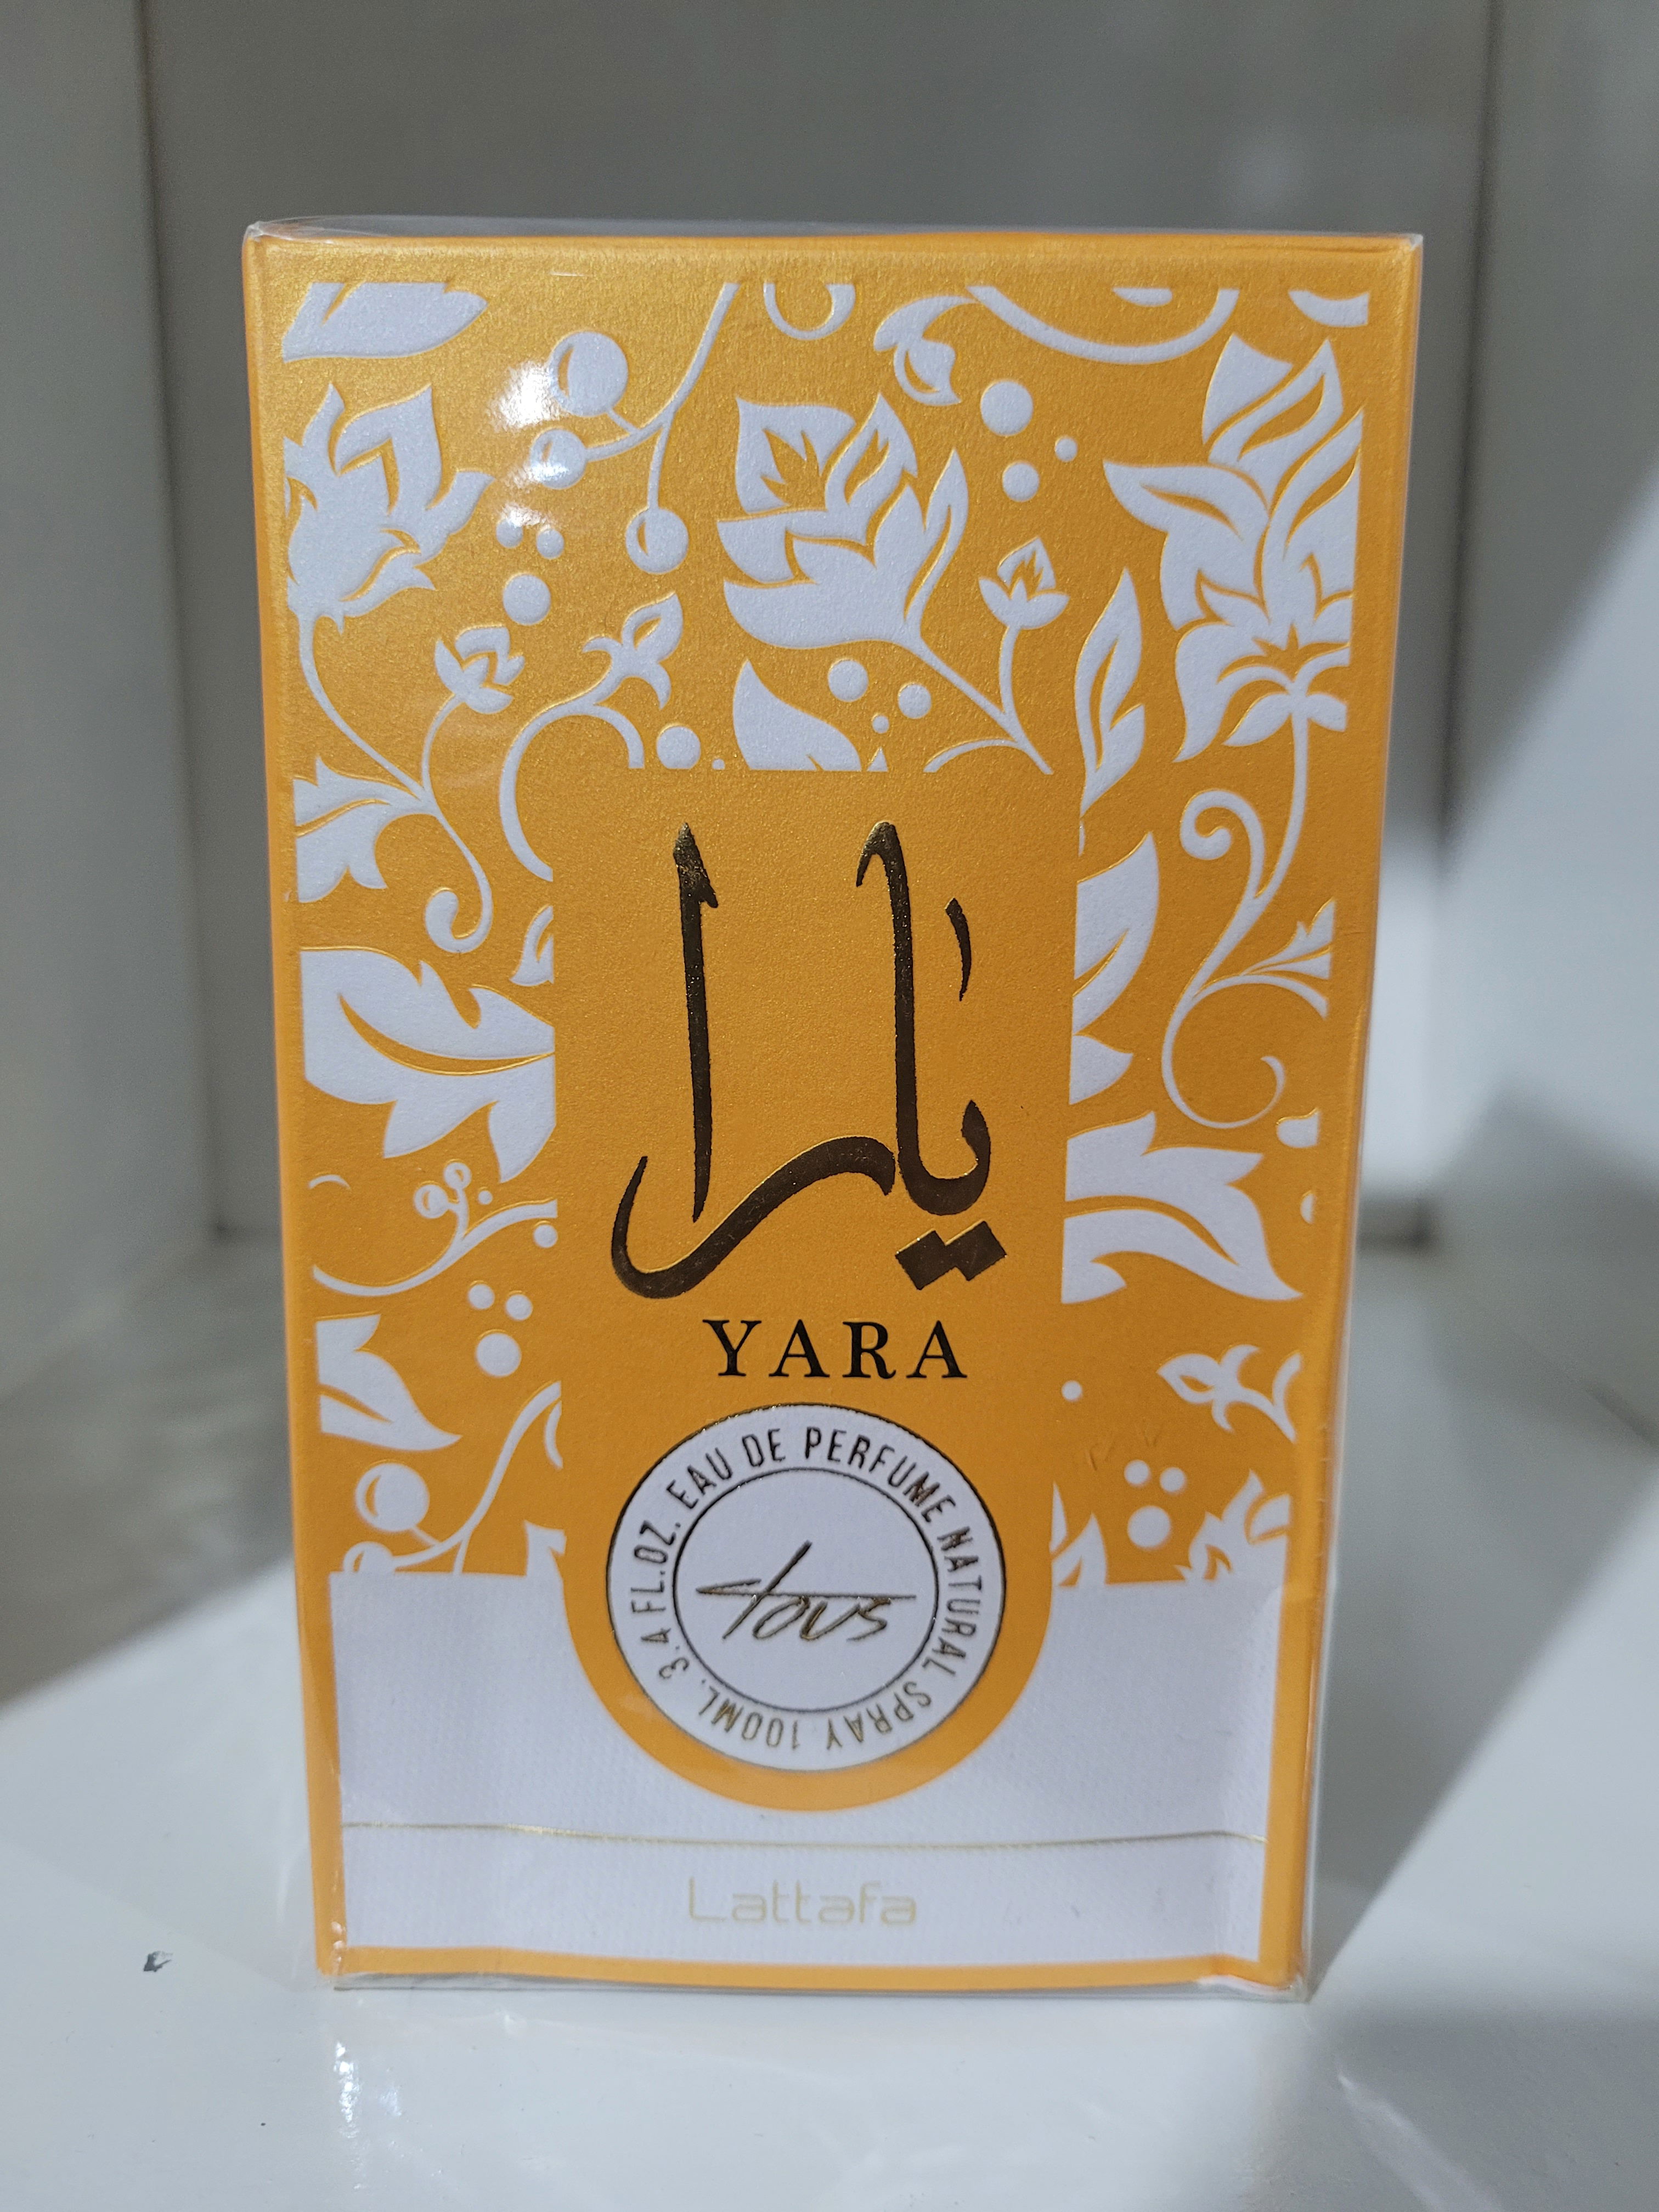 يارا
YARA
EAU DE PERFUME NATURAL SPRAY 100ML. 3.4 FL.OZ.
tous
Lattafa